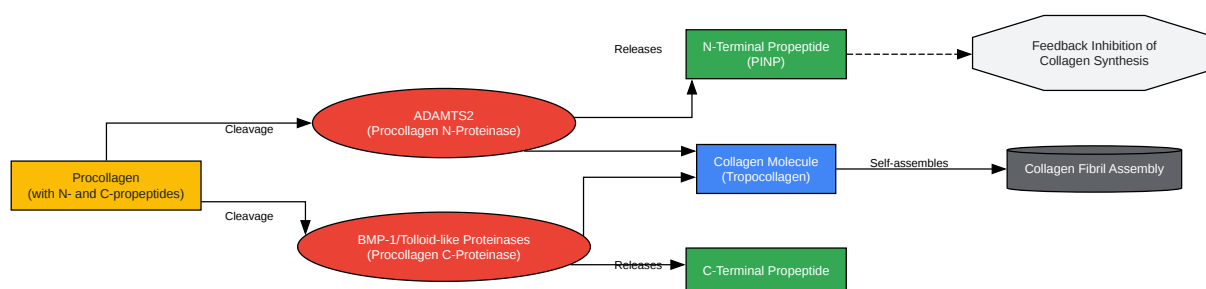 Releases
N-Terminal Propeptide
(PINP)
Feedback Inhibition of
Collagen Synthesis
Cleavage
ADAMTS2
(Procollagen N-Proteinase)
Procollagen
(with N- and C-propeptides)
Collagen Molecule
(Tropocollagen)
Self-assembles
Collagen Fibril Assembly
Cleavage
BMP-1/Tolloid-like Proteinases
(Procollagen C-Proteinase)
Releases
C-Terminal Propeptide